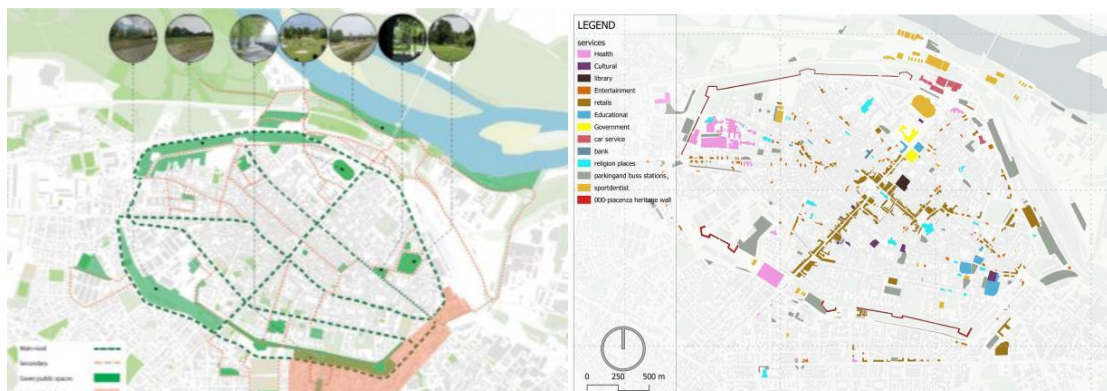 Main road
Secondary
Green public spaces
LEGEND
services
Health
Cultural
library
Entertainment
retails
Educational
Government
car service
bank
religion places
parkingand buss stations,
sportdentist
000-piacenza heritage wall
0 250 500 m